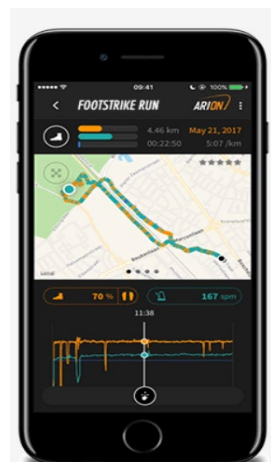 09:41 100%
FOOTSTRIKE RUN ARION
4.46 km May 21, 2017
00:22:50 5:07 /km
70 % 167 spm
11:38